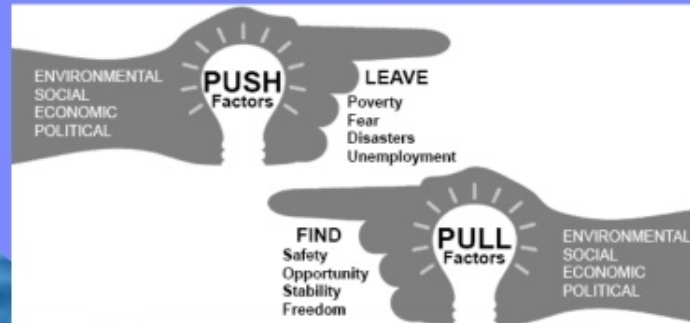 ENVIRONMENTAL
SOCIAL
ECONOMIC
POLITICAL
PUSH
Factors
LEAVE
Poverty
Fear
Disasters
Unemployment
FIND
Safety
Opportunity
Stability
Freedom
PULL
Factors
ENVIRONMENTAL
SOCIAL
ECONOMIC
POLITICAL